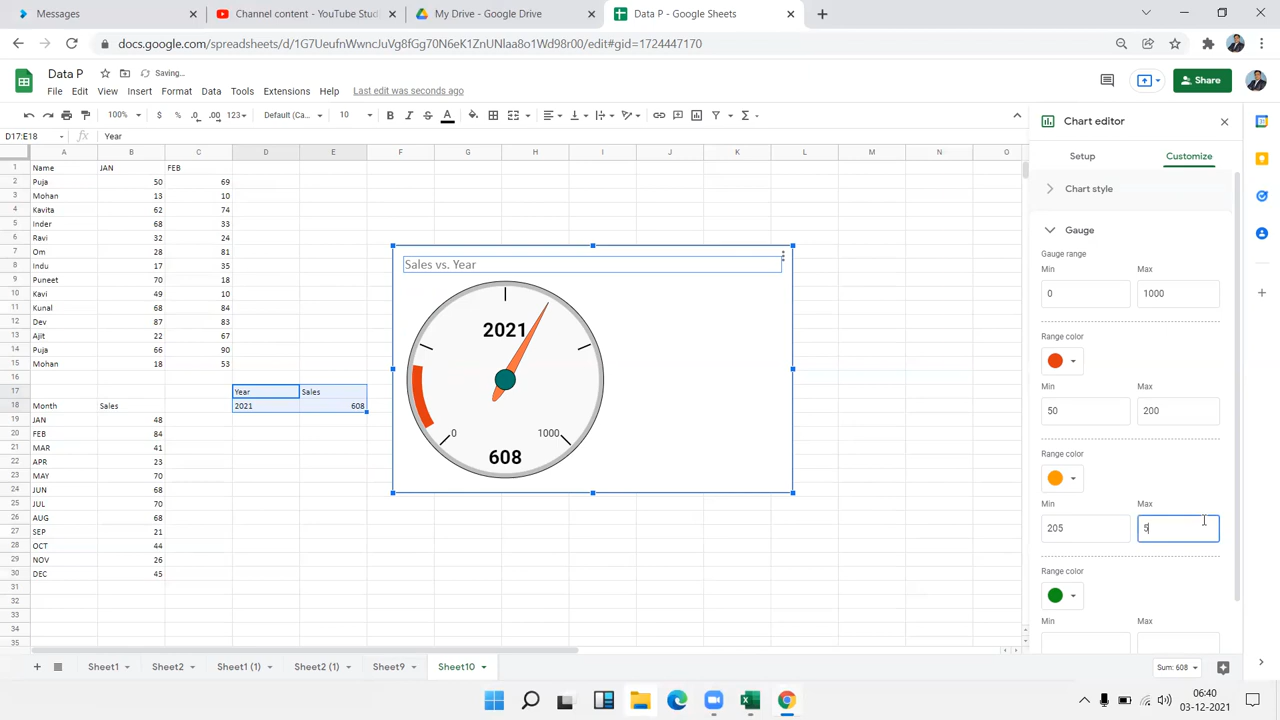 Messages
Channel content - YouTube Stud
My Drive - Google Drive
Data P - Google Sheets
docs.google.com/spreadsheets/d/1G7UeufnWwncJuVg8fGg70N6eK1ZnUNlaa8o1Wd98r00/edit#gid=1724447170
Data P
Saving...
File Edit View Insert Format Data Tools Extensions Help
Last edit was seconds ago
Share
100%
$ % .0 .00 123
Default (Ca...
10
B I S A
D17:E18
fx Year
A B C D E F G H I J K L M N O
1 Name JAN FEB
2 Puja 50 69
3 Mohan 13 10
4 Kavita 62 74
5 Inder 68 33
6 Ravi 32 24
7 Om 28 81
8 Indu 17 35
9 Puneet 70 18
10 Kavi 49 10
11 Kunal 68 84
12 Dev 87 83
13 Ajit 22 67
14 Puja 66 90
15 Mohan 18 53
16
17 Year Sales
18 Month Sales 2021 608
19 JAN 48
20 FEB 84
21 MAR 41
22 APR 23
23 MAY 70
24 JUN 68
25 JUL 70
26 AUG 68
27 SEP 21
28 OCT 44
29 NOV 26
30 DEC 45
31
32
33
34
35
Sales vs. Year
2021
0 1000
608
Chart editor
Setup Customize
Chart style
Gauge
Gauge range
Min Max
0 1000
Range color
Min Max
50 200
Range color
Min Max
205 5
Range color
Min Max
Sheet1 Sheet2 Sheet1 (1) Sheet2 (1) Sheet9 Sheet10
Sum: 608
06:40
03-12-2021